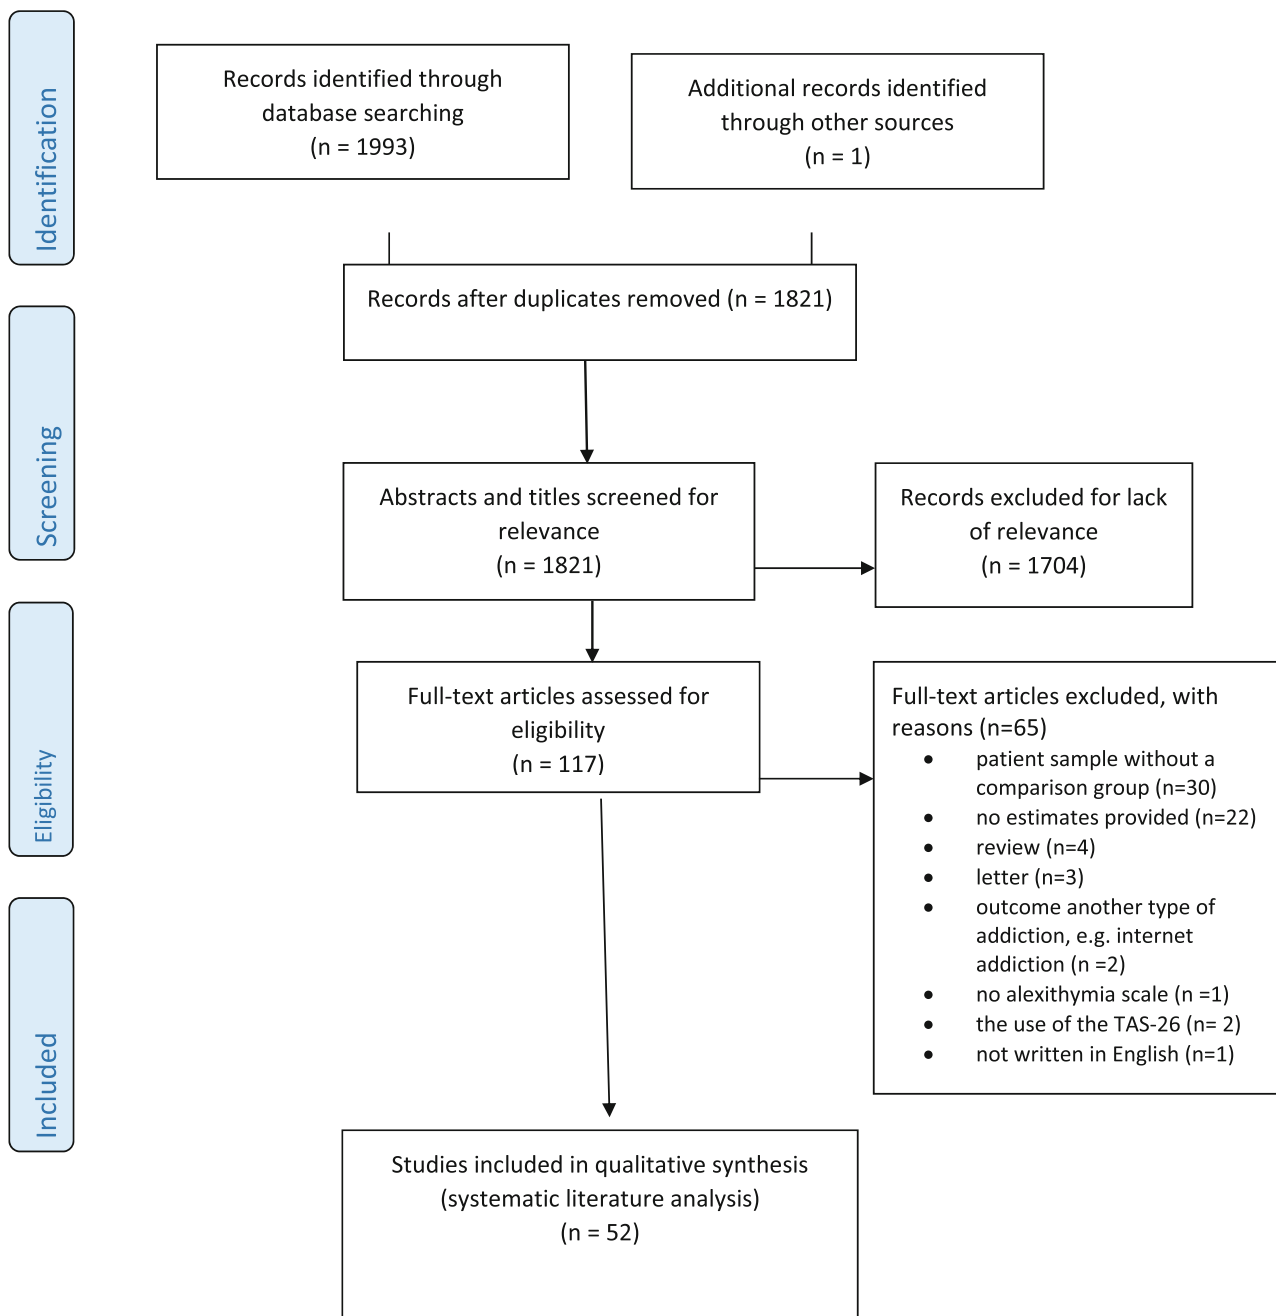 Identification
Records identified through
database searching
(n = 1993)
Additional records identified
through other sources
(n = 1)
Records after duplicates removed (n = 1821)
Screening
Abstracts and titles screened for
relevance
(n = 1821)
Records excluded for lack
of relevance
(n = 1704)
Eligibility
Full-text articles assessed for
eligibility
(n = 117)
Full-text articles excluded, with
reasons (n=65)
• patient sample without a
comparison group (n=30)
• no estimates provided (n=22)
• review (n=4)
• letter (n=3)
• outcome another type of
addiction, e.g. internet
addiction (n =2)
• no alexithymia scale (n =1)
• the use of the TAS-26 (n= 2)
• not written in English (n=1)
Included
Studies included in qualitative synthesis
(systematic literature analysis)
(n = 52)